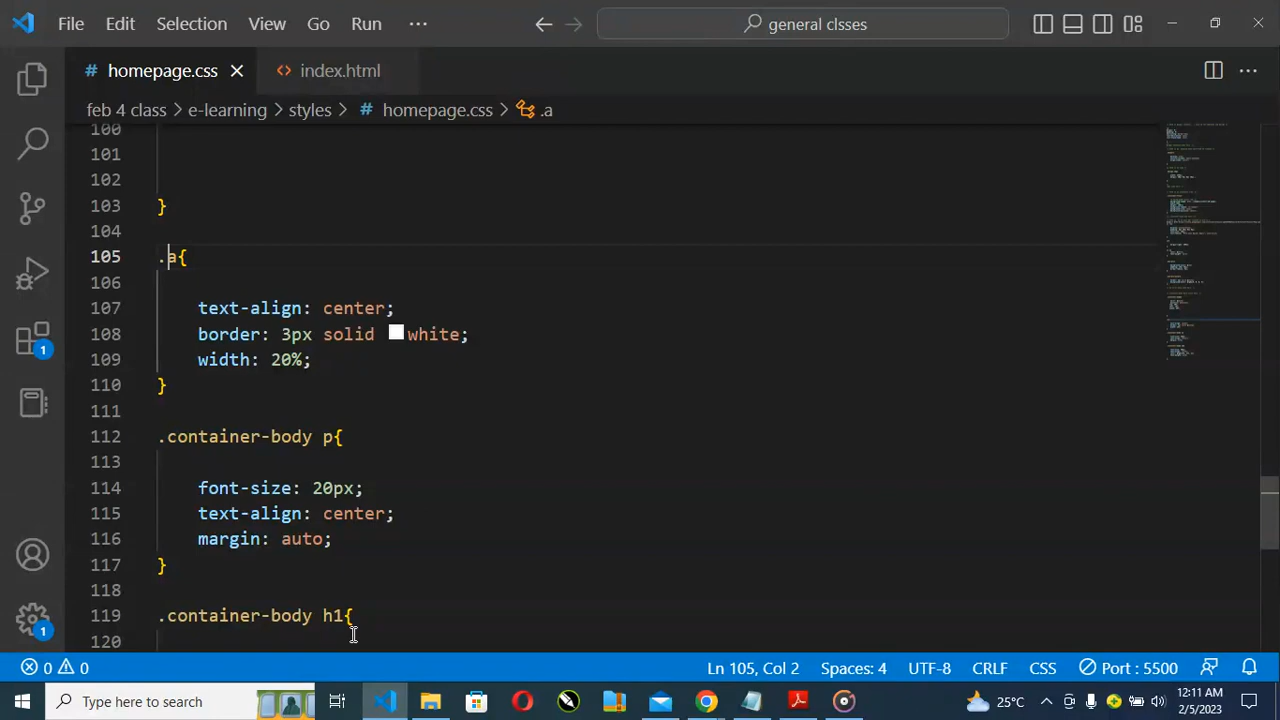 File Edit Selection View Go Run ··· general clsses
# homepage.css index.html
feb 4 class > e-learning > styles > # homepage.css > .a
100
101
102
103 }
104
105 .a{
106
107 text-align: center;
108 border: 3px solid white;
109 width: 20%;
110 }
111
112 .container-body p{
113
114 font-size: 20px;
115 text-align: center;
116 margin: auto;
117 }
118
119 .container-body h1{
120
1
1
0 0 Ln 105, Col 2 Spaces: 4 UTF-8 CRLF CSS Port : 5500
Type here to search 25°C 12:11 AM
2/5/2023